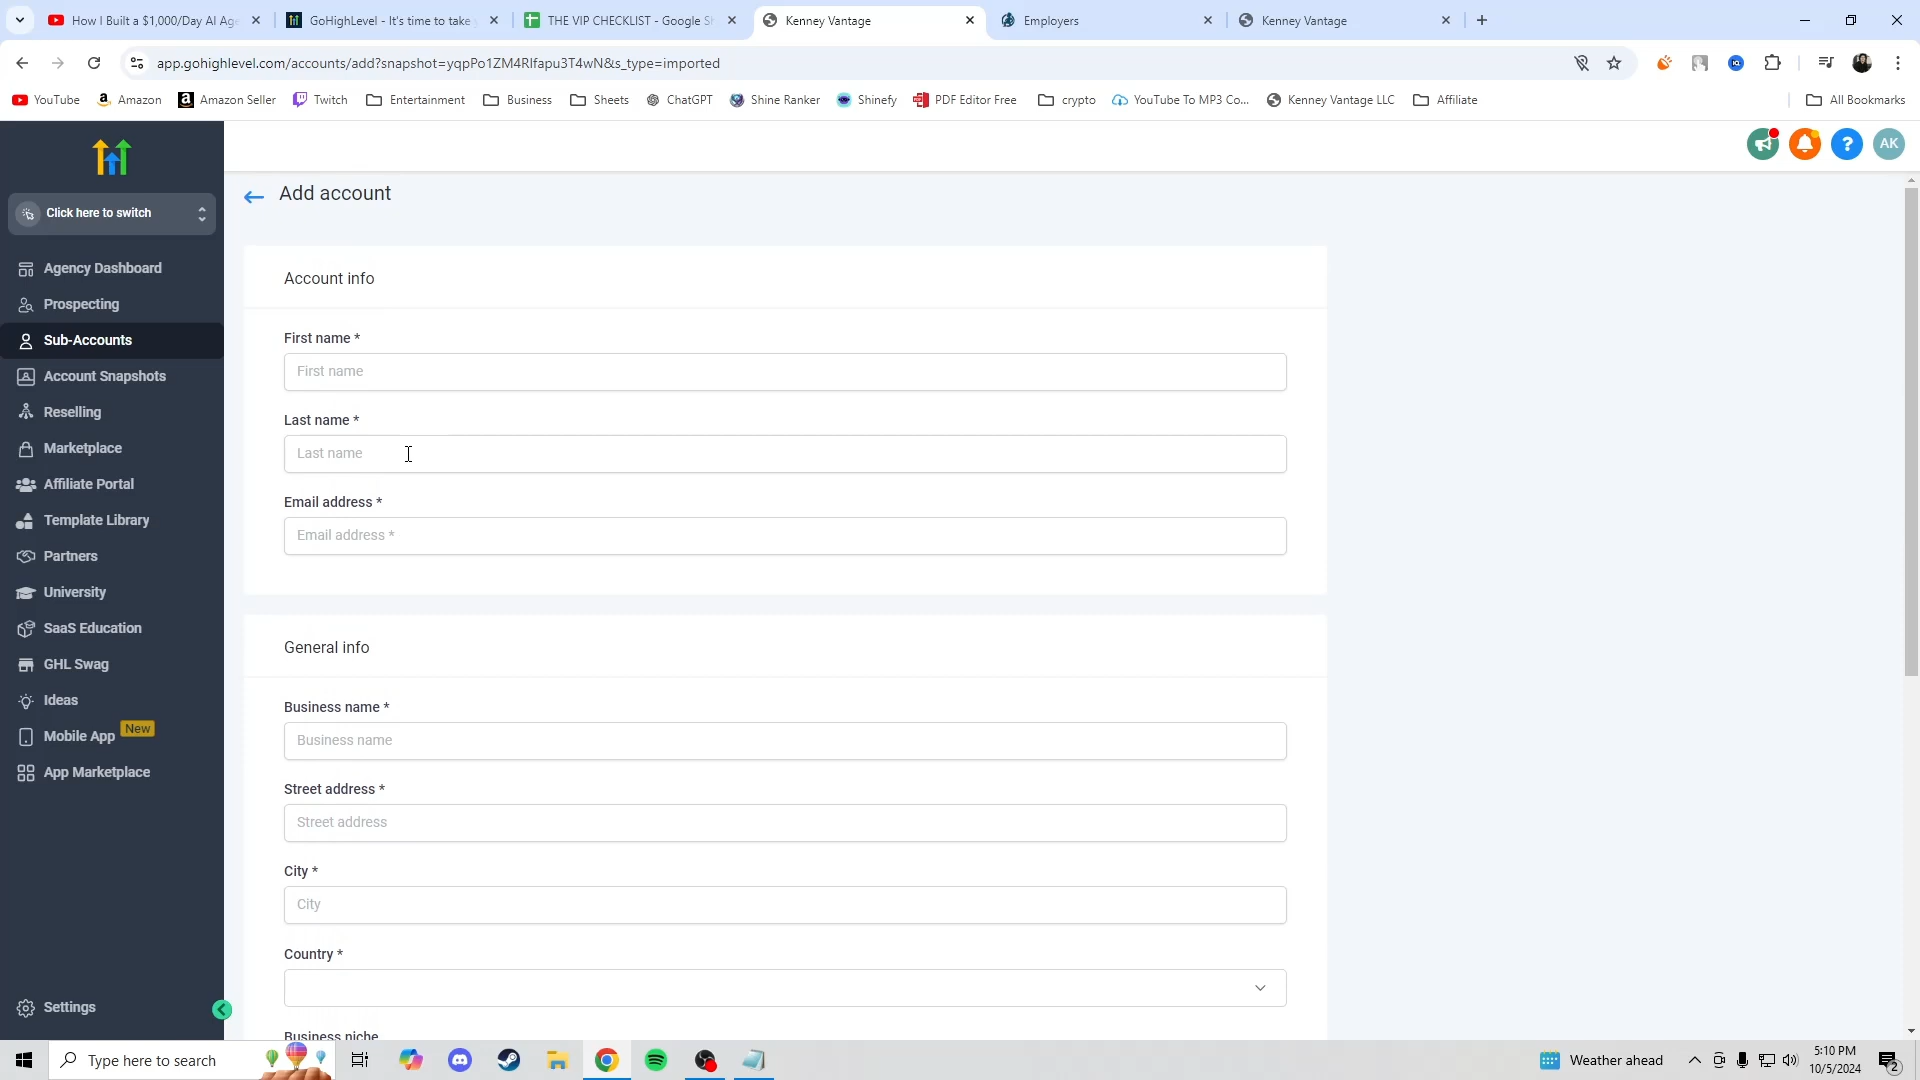 How I Built a $1,000/Day AI Age
GoHighLevel - It's time to take
THE VIP CHECKLIST - Google Sh
Kenney Vantage
Employers
Kenney Vantage
app.gohighlevel.com/accounts/add?snapshot=yqpPo1ZM4RIfapu3T4wN&s_type=imported
YouTube
Amazon
Amazon Seller
Twitch
Entertainment
Business
Sheets
ChatGPT
Shine Ranker
Shinefy
PDF Editor Free
crypto
YouTube To MP3 Co...
Kenney Vantage LLC
Affiliate
All Bookmarks
AK
Click here to switch
Agency Dashboard
Prospecting
Sub-Accounts
Account Snapshots
Reselling
Marketplace
Affiliate Portal
Template Library
Partners
University
SaaS Education
GHL Swag
Ideas
Mobile App New
App Marketplace
Settings
Add account
Account info
First name *
First name
Last name *
Last name
Email address *
Email address *
General info
Business name *
Business name
Street address *
Street address
City *
City
Country *
Business niche
Type here to search
Weather ahead
5:10 PM
10/5/2024
2